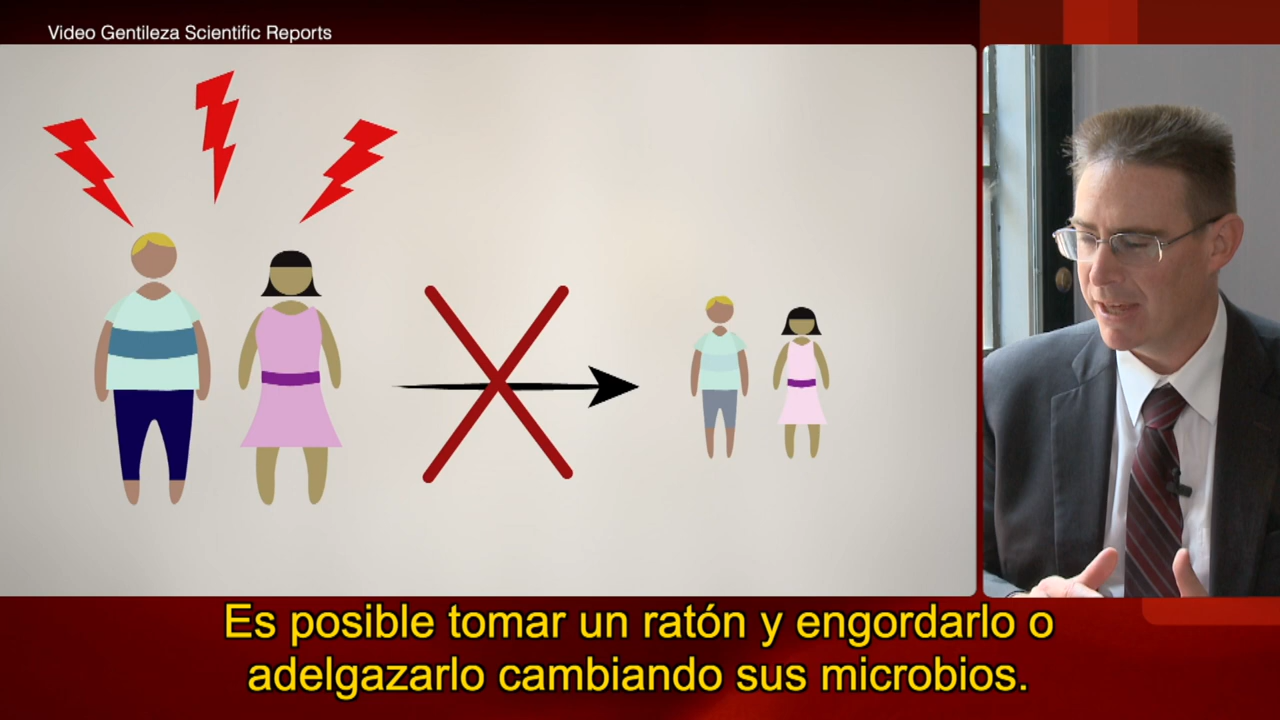 Video Gentileza Scientific Reports
Es posible tomar un ratón y engordarlo o
adelgazarlo cambiando sus microbios.